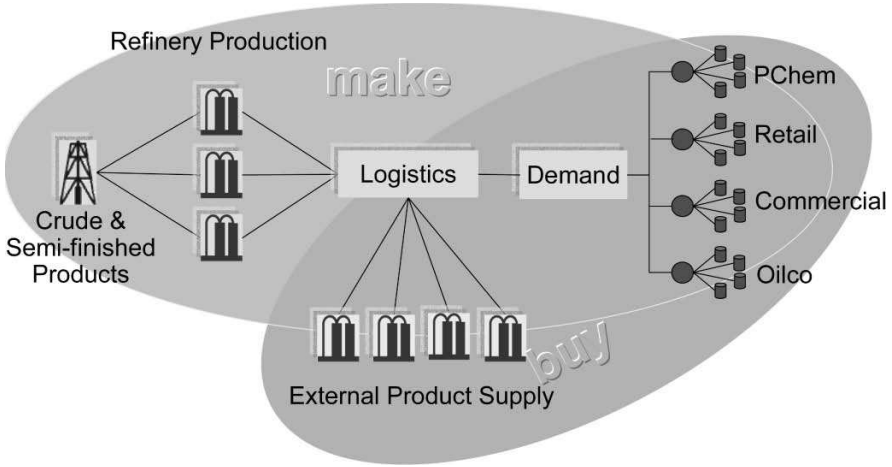 Refinery Production
make
PChem
Retail
Logistics
Demand
Commercial
Crude &
Semi-finished
Products
Oilco
buy
External Product Supply